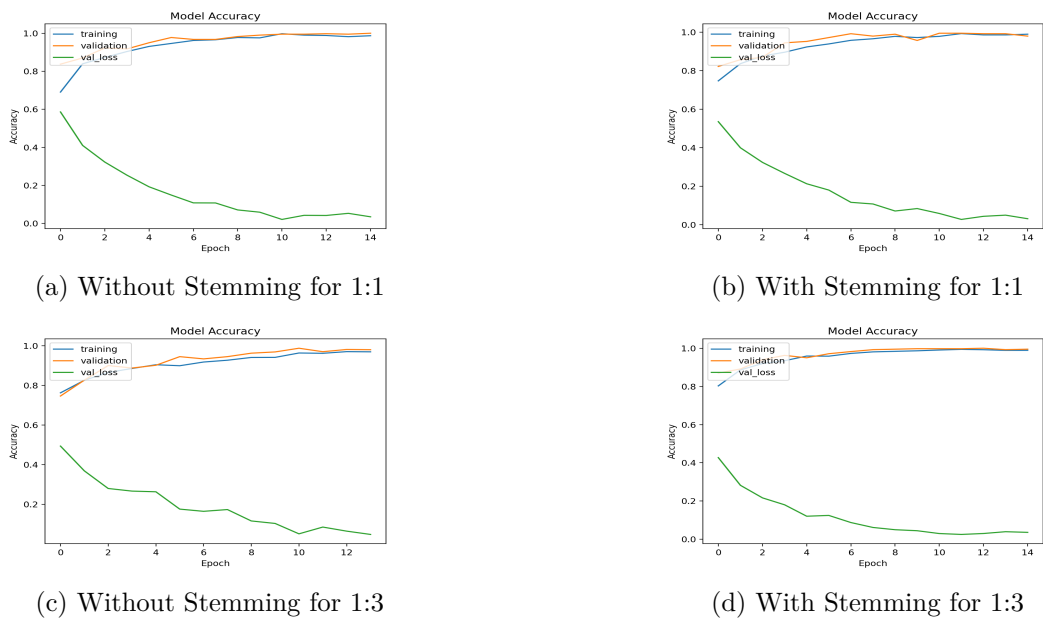 Model Accuracy
training
validation
val_loss
1.0
0.8
0.6
0.4
0.2
0.0
Accuracy
0 2 4 6 8 10 12 14
Epoch
(a) Without Stemming for 1:1
Model Accuracy
training
validation
val_loss
1.0
0.8
0.6
0.4
0.2
0.0
Accuracy
0 2 4 6 8 10 12 14
Epoch
(b) With Stemming for 1:1
Model Accuracy
training
validation
val_loss
1.0
0.8
0.6
0.4
0.2
Accuracy
0 2 4 6 8 10 12
Epoch
(c) Without Stemming for 1:3
Model Accuracy
training
validation
val_loss
1.0
0.8
0.6
0.4
0.2
0.0
Accuracy
0 2 4 6 8 10 12 14
Epoch
(d) With Stemming for 1:3